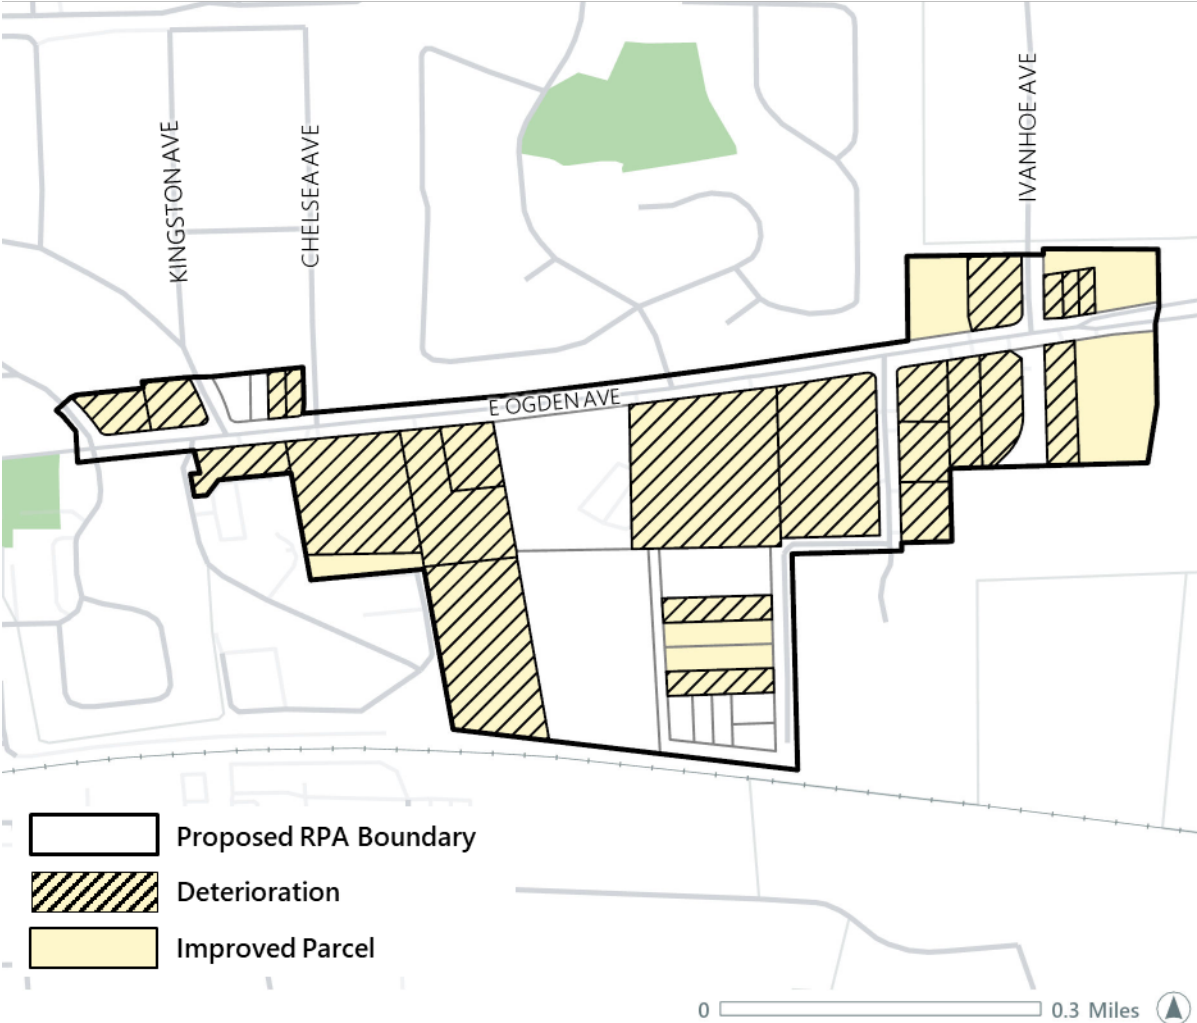 KINGSTON AVE
CHELSEA AVE
IVANHOE AVE
E OGDEN AVE
Proposed RPA Boundary
Deterioration
Improved Parcel
0 0.3 Miles